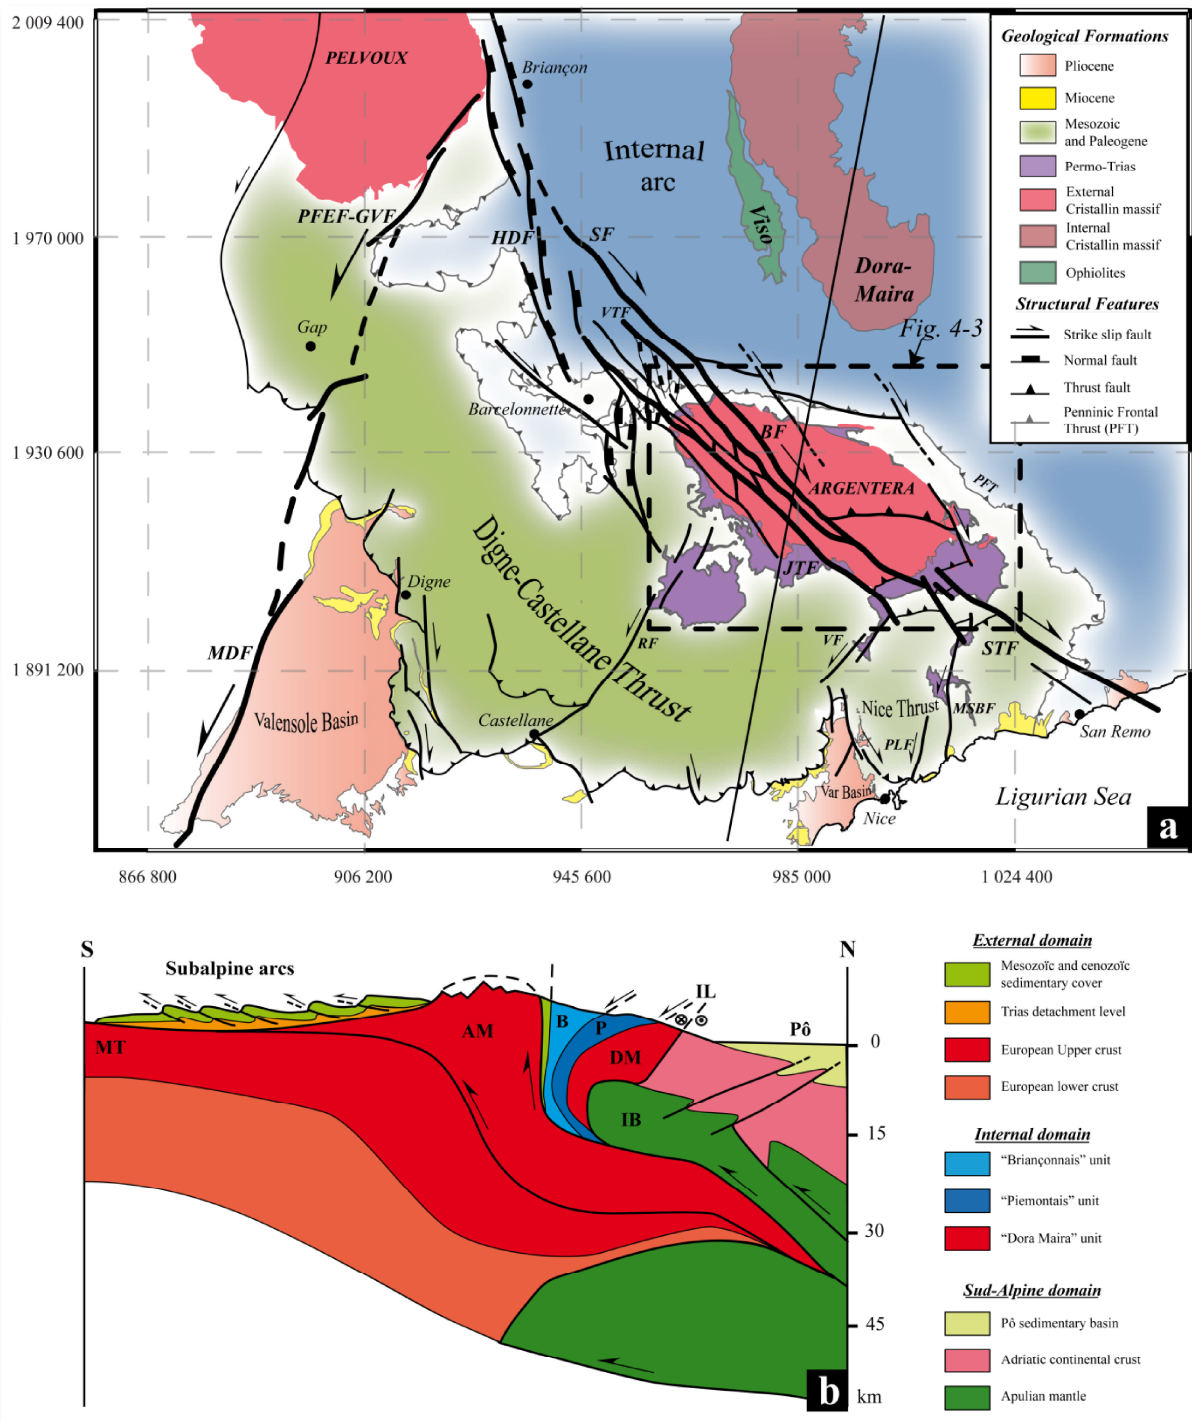 2 009 400
1 970 000
1 930 600
1 891 200
866 800
906 200
945 600
985 000
1 024 400
PELVOUX
Briançon
Internal
arc
Viso
Dora-
Maira
PFEF-GVF
HDF
SF
VTF
Gap
Fig. 4-3
Barcelonnette
BF
ARGENTERA
PFT
JTF
Digne
Digne-Castellane Thrust
RF
VF
STF
MDF
Valensole Basin
Castellane
Nice Thrust
MSBF
PLF
San Remo
Var Basin
Nice
Ligurian Sea
a
Geological Formations
Pliocene
Miocene
Mesozoic
and Paleogene
Permo-Trias
External
Cristallin massif
Internal
Cristallin massif
Ophiolites
Structural Features
Strike slip fault
Normal fault
Thrust fault
Penninic Frontal
Thrust (PFT)
S
N
Subalpine arcs
IL
Pô
MT
AM
B
P
DM
IB
0
15
30
45
km
b
External domain
Mesozoïc and cenozoïc
sedimentary cover
Trias detachment level
European Upper crust
European lower crust
Internal domain
“Briançonnais” unit
“Piemontais” unit
“Dora Maira” unit
Sud-Alpine domain
Pô sedimentary basin
Adriatic continental crust
Apulian mantle